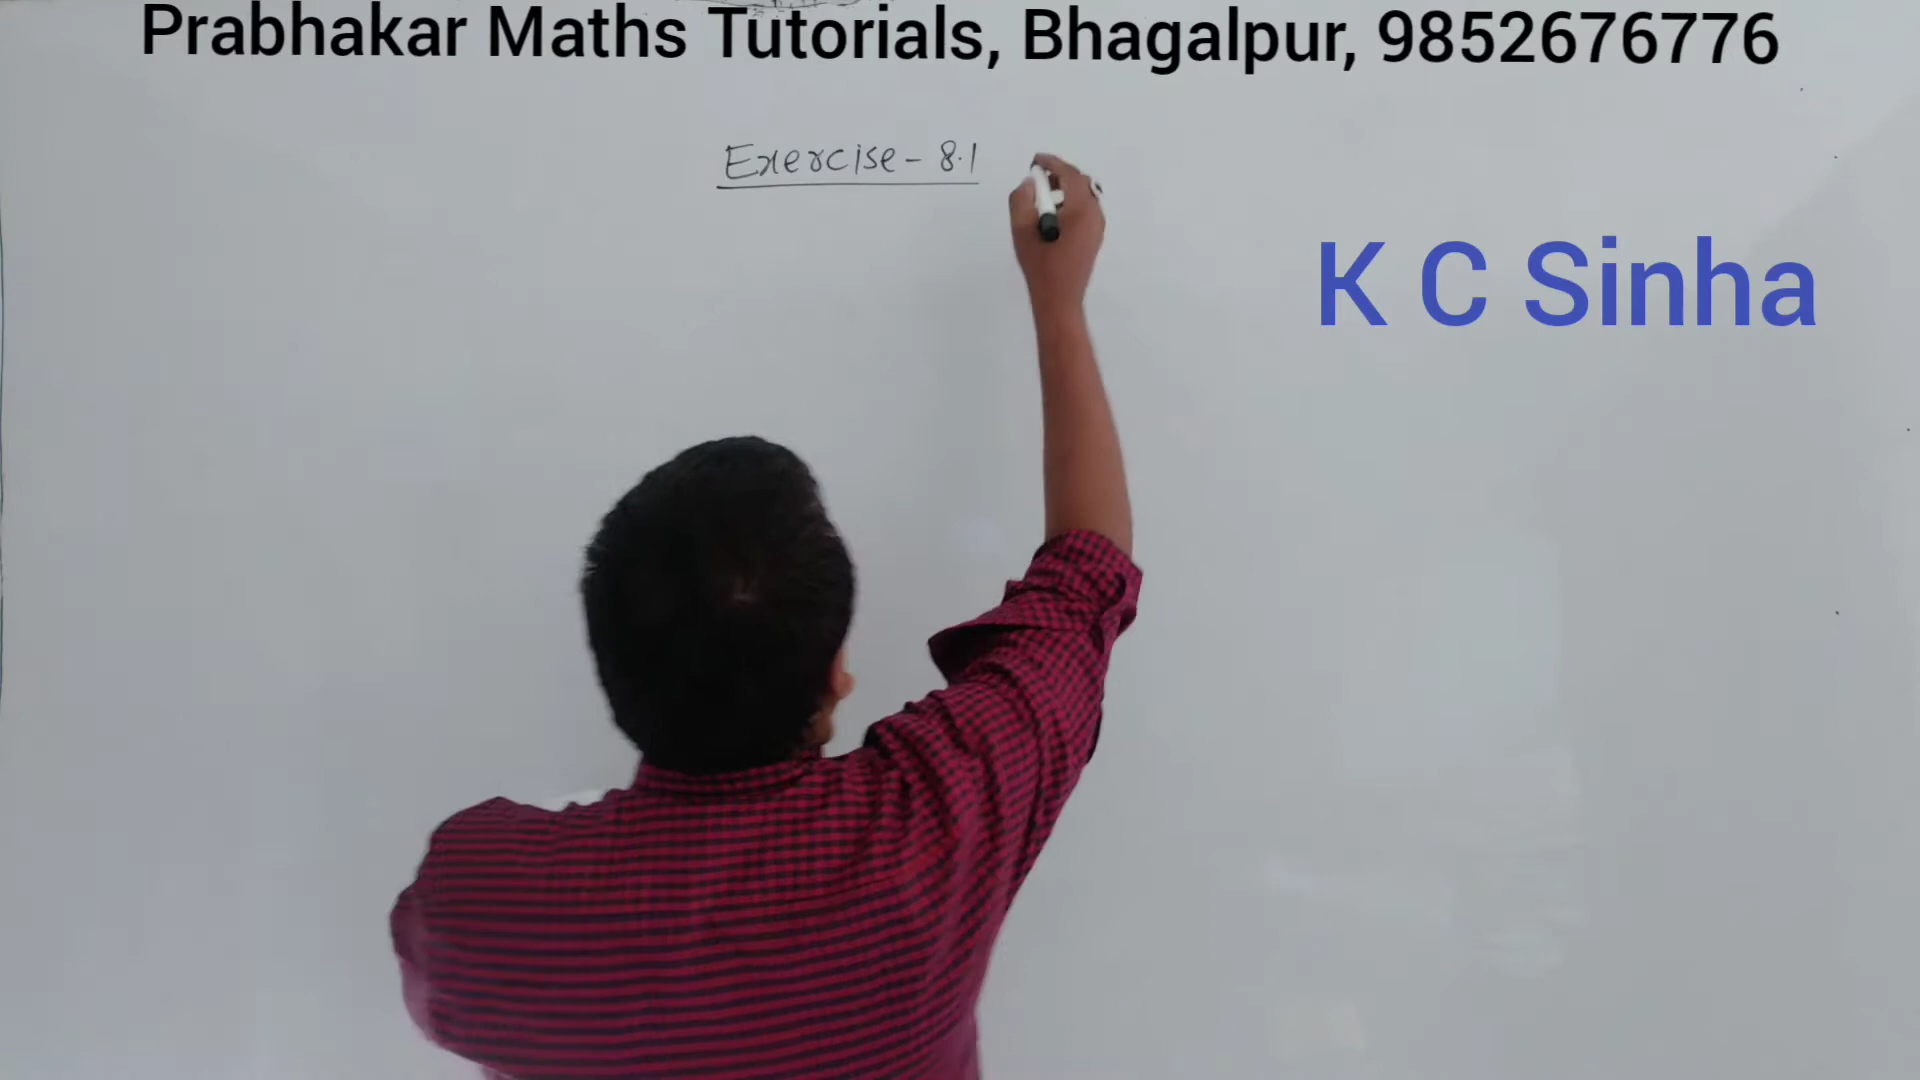 Prabhakar Maths Tutorials, Bhagalpur, 9852676776
Exercise - 8.1
K C Sinha